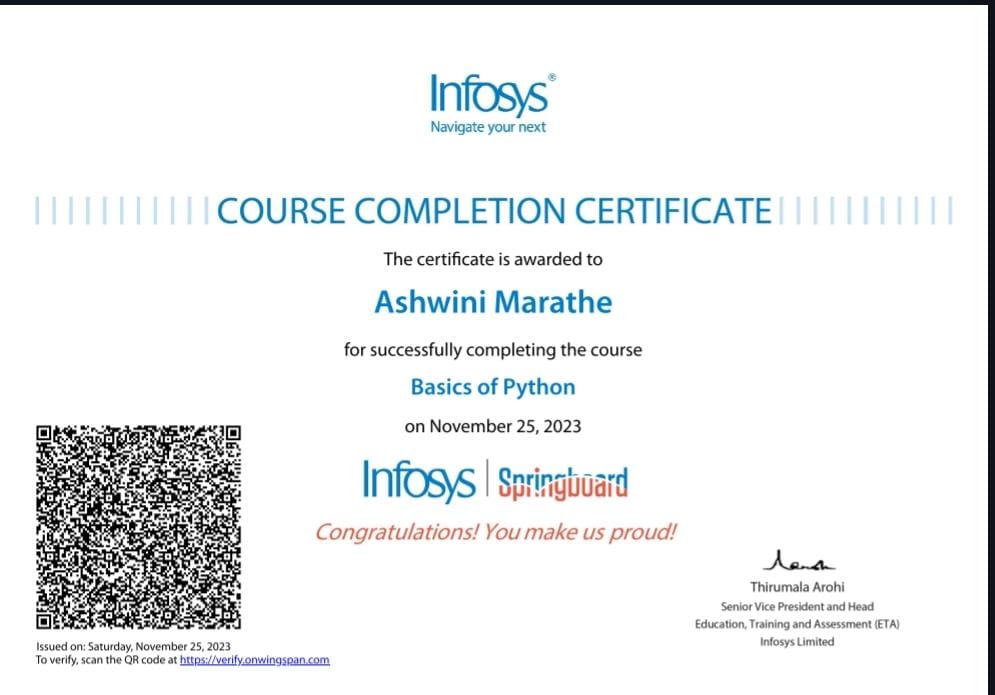 Infosys®
Navigate your next
COURSE COMPLETION CERTIFICATE
The certificate is awarded to
Ashwini Marathe
for successfully completing the course
Basics of Python
on November 25, 2023
Infosys | Springboard
Congratulations! You make us proud!
Thirumala Arohi
Senior Vice President and Head
Education, Training and Assessment (ETA)
Infosys Limited
Issued on: Saturday, November 25, 2023
To verify, scan the QR code at https://verify.onwingspan.com